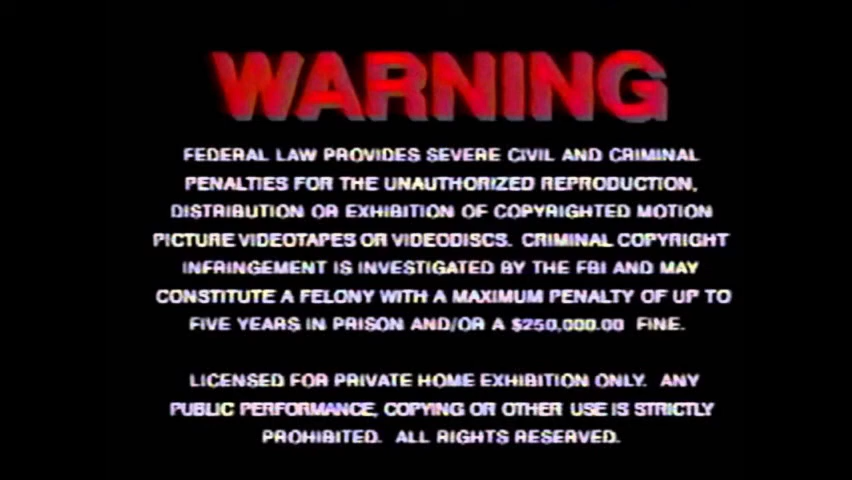 WARNING
FEDERAL LAW PROVIDES SEVERE CIVIL AND CRIMINAL
PENALTIES FOR THE UNAUTHORIZED REPRODUCTION,
DISTRIBUTION OR EXHIBITION OF COPYRIGHTED MOTION
PICTURE VIDEOTAPES OR VIDEODISCS. CRIMINAL COPYRIGHT
INFRINGEMENT IS INVESTIGATED BY THE FBI AND MAY
CONSTITUTE A FELONY WITH A MAXIMUM PENALTY OF UP TO
FIVE YEARS IN PRISON AND/OR A $250,000.00 FINE.
LICENSED FOR PRIVATE HOME EXHIBITION ONLY. ANY
PUBLIC PERFORMANCE, COPYING OR OTHER USE IS STRICTLY
PROHIBITED. ALL RIGHTS RESERVED.